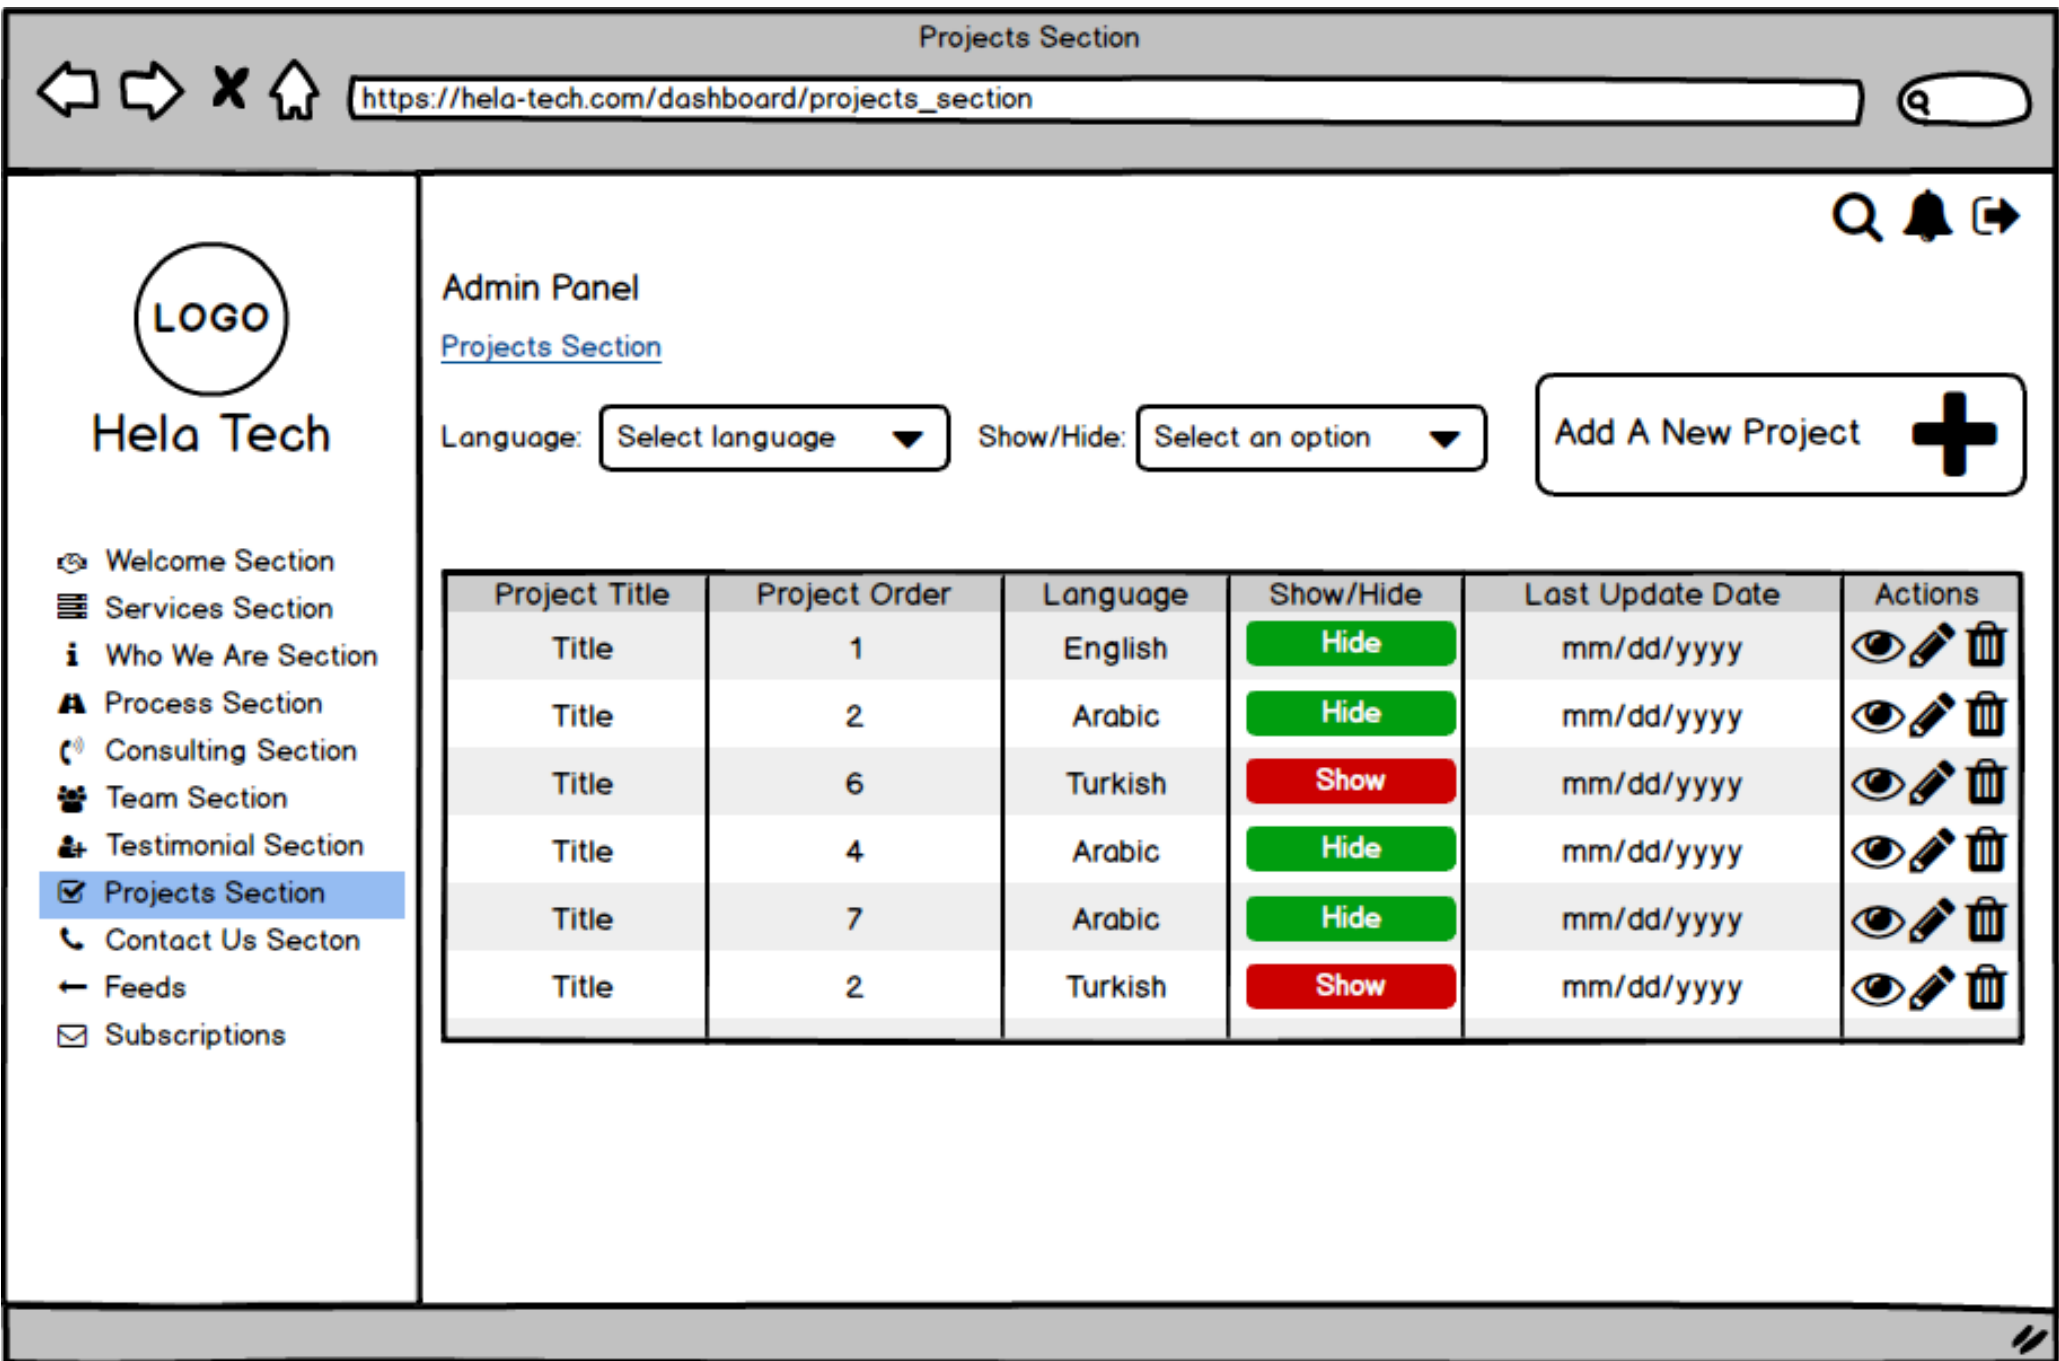 Projects Section
https://hela-tech.com/dashboard/projects_section
LOGO
Hela Tech
Welcome Section
Services Section
Who We Are Section
Process Section
Consulting Section
Team Section
Testimonial Section
Projects Section
Contact Us Secton
Feeds
Subscriptions
Admin Panel
Projects Section
Language: Select language Show/Hide: Select an option Add A New Project
Project Title Project Order Language Show/Hide Last Update Date Actions
Title 1 English Hide mm/dd/yyyy
Title 2 Arabic Hide mm/dd/yyyy
Title 6 Turkish Show mm/dd/yyyy
Title 4 Arabic Hide mm/dd/yyyy
Title 7 Arabic Hide mm/dd/yyyy
Title 2 Turkish Show mm/dd/yyyy